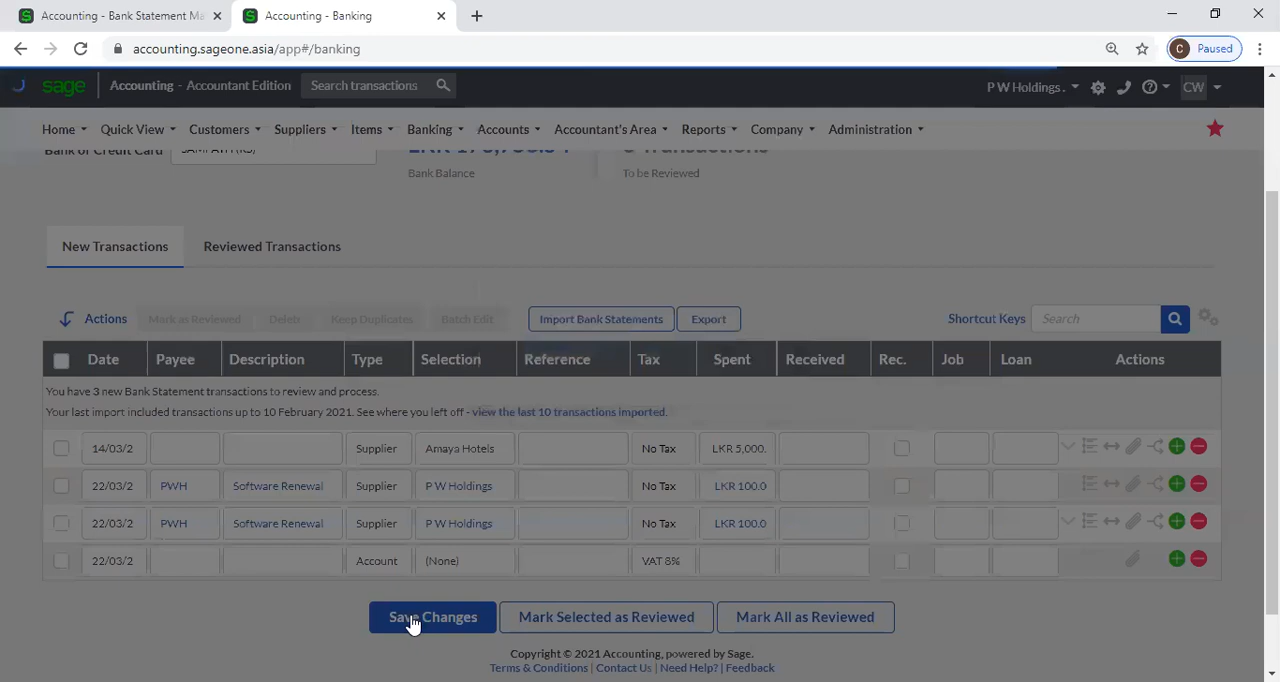 Accounting - Bank Statement Ma
Accounting - Banking
accounting.sageone.asia/app#/banking
C Paused
sage Accounting - Accountant Edition Search transactions P W Holdings . CW
Home Quick View Customers Suppliers Items Banking Accounts Accountant's Area Reports Company Administration
Bank or Credit Card
Bank Balance To be Reviewed
New Transactions Reviewed Transactions
Actions Mark as Reviewed Delete Keep Duplicates Batch Edit Import Bank Statements Export Shortcut Keys Search
Date Payee Description Type Selection Reference Tax Spent Received Rec. Job Loan Actions
You have 3 new Bank Statement transactions to review and process.
Your last import included transactions up to 10 February 2021. See where you left off - view the last 10 transactions imported.
14/03/2 Supplier Amaya Hotels No Tax LKR 5,000.
22/03/2 PWH Software Renewal Supplier P W Holdings No Tax LKR 100.0
22/03/2 PWH Software Renewal Supplier P W Holdings No Tax LKR 100.0
22/03/2 Account (None) VAT 8%
Save Changes Mark Selected as Reviewed Mark All as Reviewed
Copyright © 2021 Accounting, powered by Sage.
Terms & Conditions | Contact Us | Need Help? | Feedback